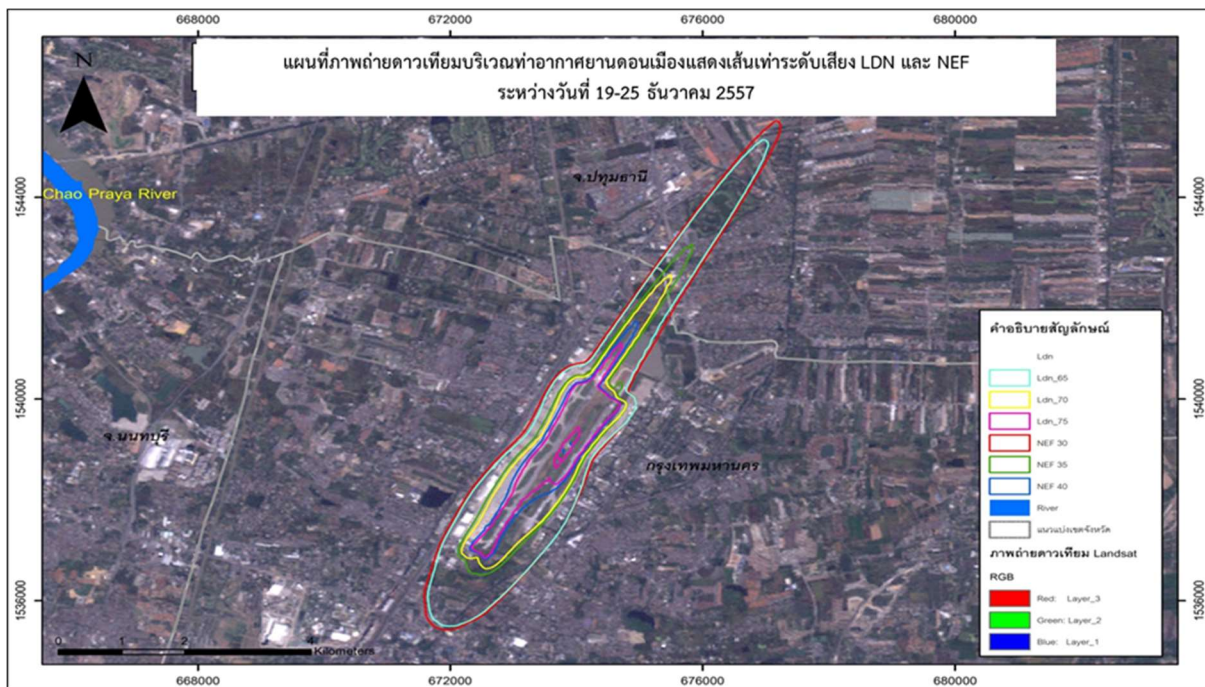 668000 672000 676000 680000
แผนที่ภาพถ่ายดาวเทียมบริเวณท่าอากาศยานดอนเมืองแสดงเส้นเท่าระดับเสียง LDN และ NEF
ระหว่างวันที่ 19-25 ธันวาคม 2557
N
Chao Praya River
จ.ปทุมธานี
1544000 1544000
คำอธิบายสัญลักษณ์
Ldn
Ldn_65
Ldn_70
Ldn_75
NEF 30
NEF 35
NEF 40
River
แนวแบ่งเขตจังหวัด
1540000 1540000
จ.นนทบุรี
กรุงเทพมหานคร
ภาพถ่ายดาวเทียม Landsat
RGB
Red: Layer_3
Green: Layer_2
Blue: Layer_1
1536000 1536000
0 1 2 4
Kilometers
668000 672000 676000 680000